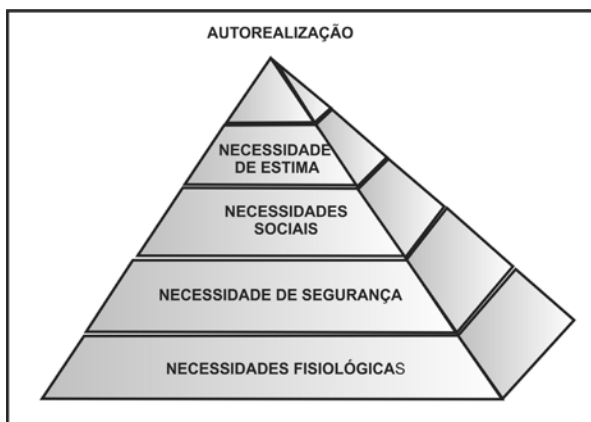 AUTOREALIZAÇÃO
NECESSIDADE
DE ESTIMA
NECESSIDADES
SOCIAIS
NECESSIDADE DE SEGURANÇA
NECESSIDADES FISIOLÓGICAS